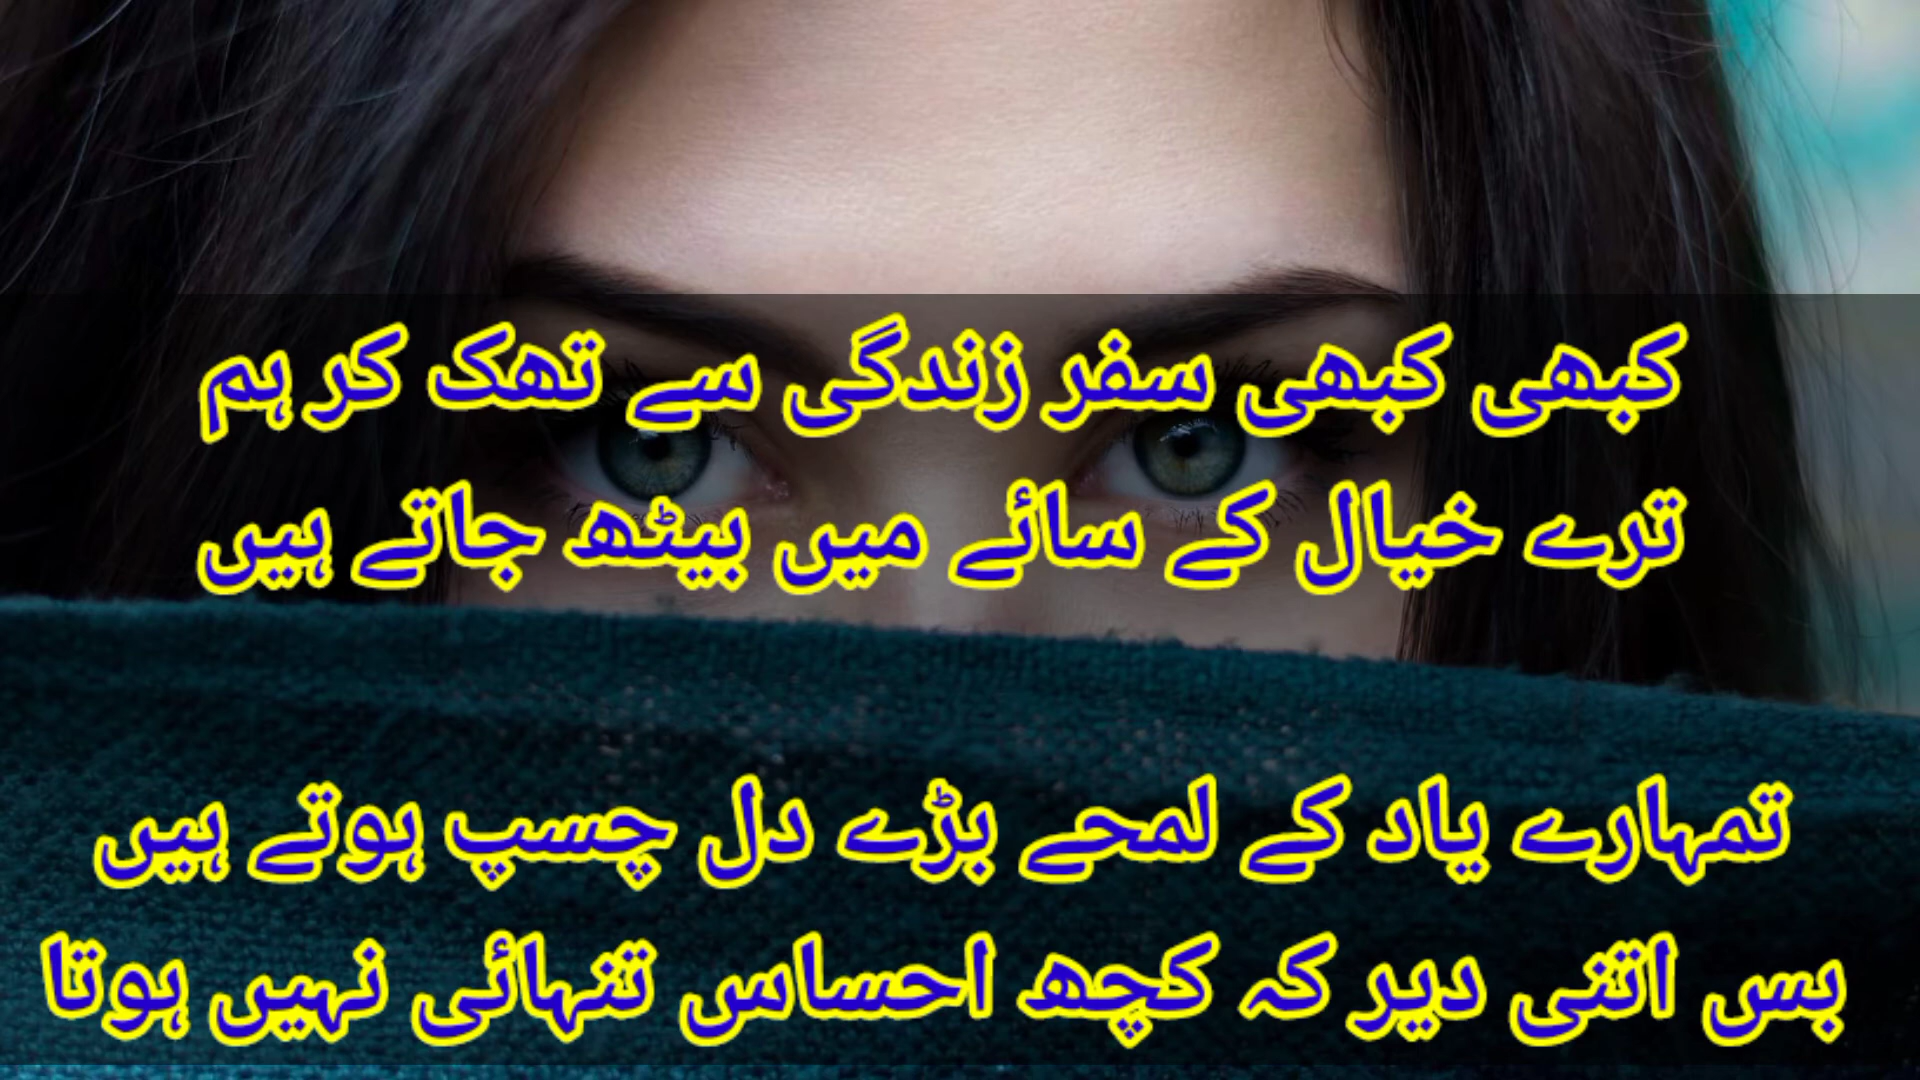 کبھی کبھی سفر زندگی سے تھک کر ہم
ترے خیال کے سائے میں بیٹھ جاتے ہیں
تمہارے یاد کے لمحے بڑے دل چسپ ہوتے ہیں
بس اتنی دیر کہ کچھ احساس تنہائی نہیں ہوتا